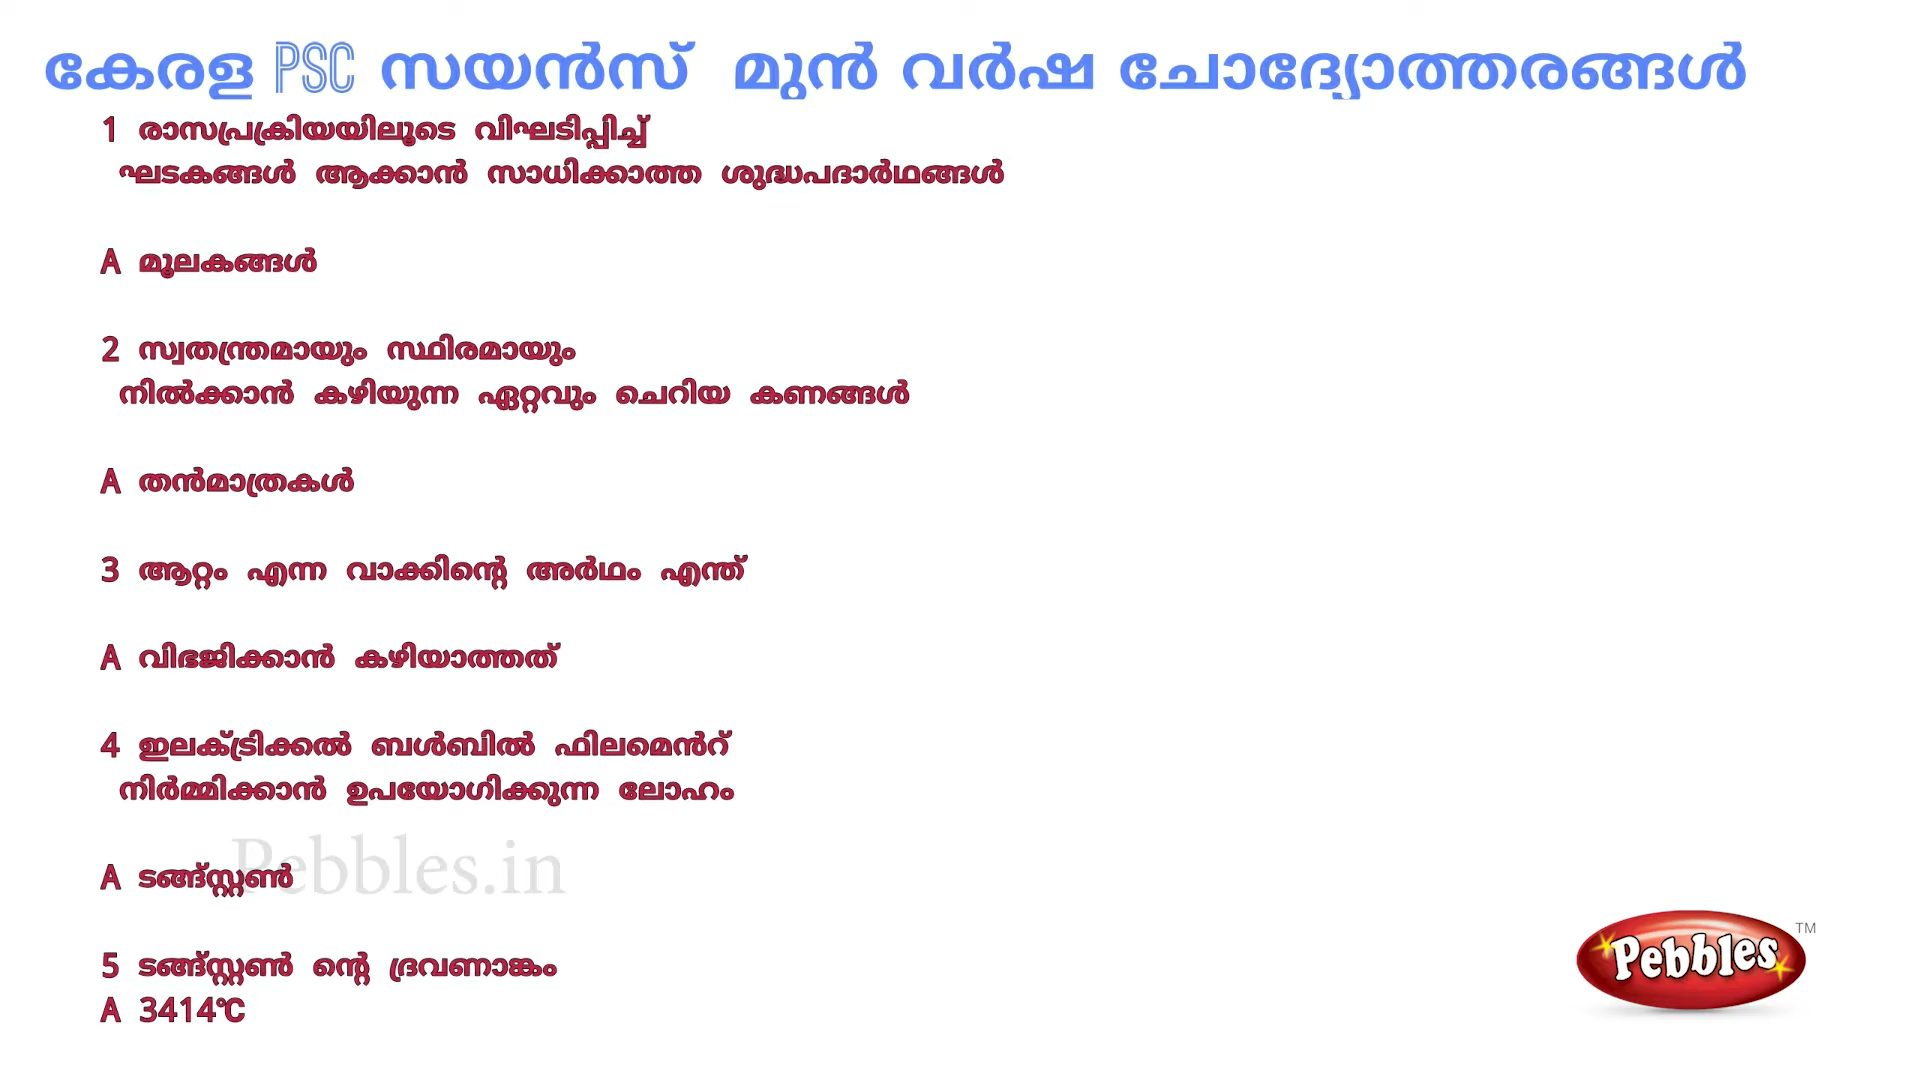 കേരള PSC സയൻസ് മുൻ വർഷ ചോദ്യോത്തരങ്ങൾ
1 രാസപ്രക്രിയയിലൂടെ വിഘടിപ്പിച്ച്
ഘടകങ്ങൾ ആക്കാൻ സാധിക്കാത്ത ശുദ്ധപദാർഥങ്ങൾ
A മൂലകങ്ങൾ
2 സ്വതന്ത്രമായും സ്ഥിരമായും
നിൽക്കാൻ കഴിയുന്ന ഏറ്റവും ചെറിയ കണങ്ങൾ
A തൻമാത്രകൾ
3 ആറ്റം എന്ന വാക്കിന്റെ അർഥം എന്ത്
A വിഭജിക്കാൻ കഴിയാത്തത്
4 ഇലക്ട്രിക്കൽ ബൾബിൽ ഫിലമെൻറ്
നിർമ്മിക്കാൻ ഉപയോഗിക്കുന്ന ലോഹം
Pebbles.in
A ടങ്ങ്സ്റ്റൺ
5 ടങ്ങ്സ്റ്റൺ ന്റെ ദ്രവണാങ്കം
A 3414℃
Pebbles TM